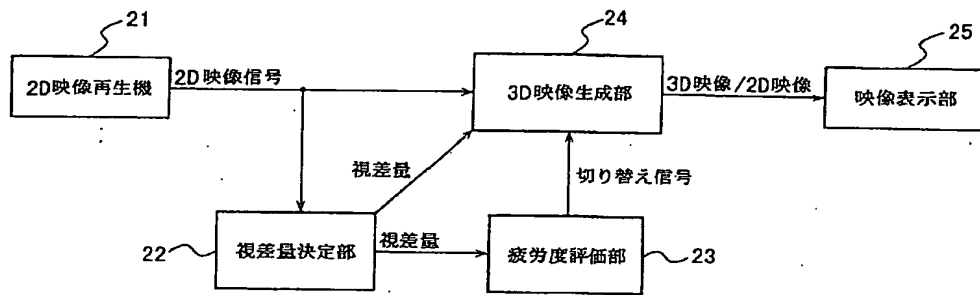 21
24
25
2D映像再生機
2D映像信号
3D映像生成部
3D映像/2D映像
映像表示部
視差量
切り替え信号
22
視差量決定部
視差量
疲労度評価部
23